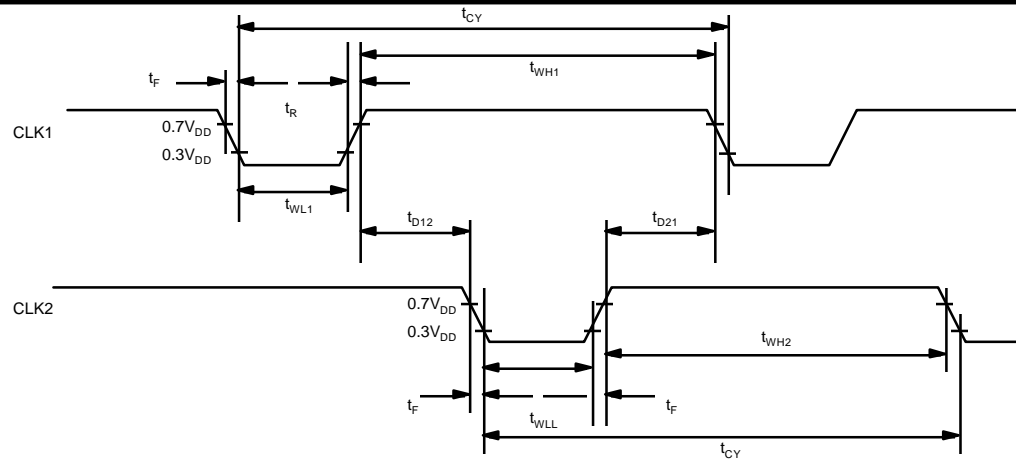 tCY
tWH1
tF
tR
CLK1
0.7VDD
0.3VDD
tWL1
tD12
tD21
CLK2
0.7VDD
0.3VDD
tWH2
tF
tWLL
tF
tCY